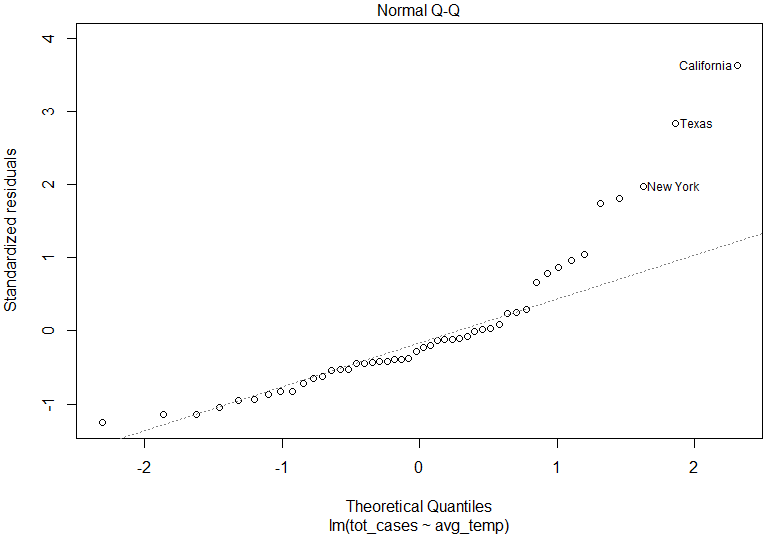 Normal Q-Q
4
California
3
Texas
2
New York
1
0
-1
Standardized residuals
-2 -1 0 1 2
Theoretical Quantiles
lm(tot_cases ~ avg_temp)